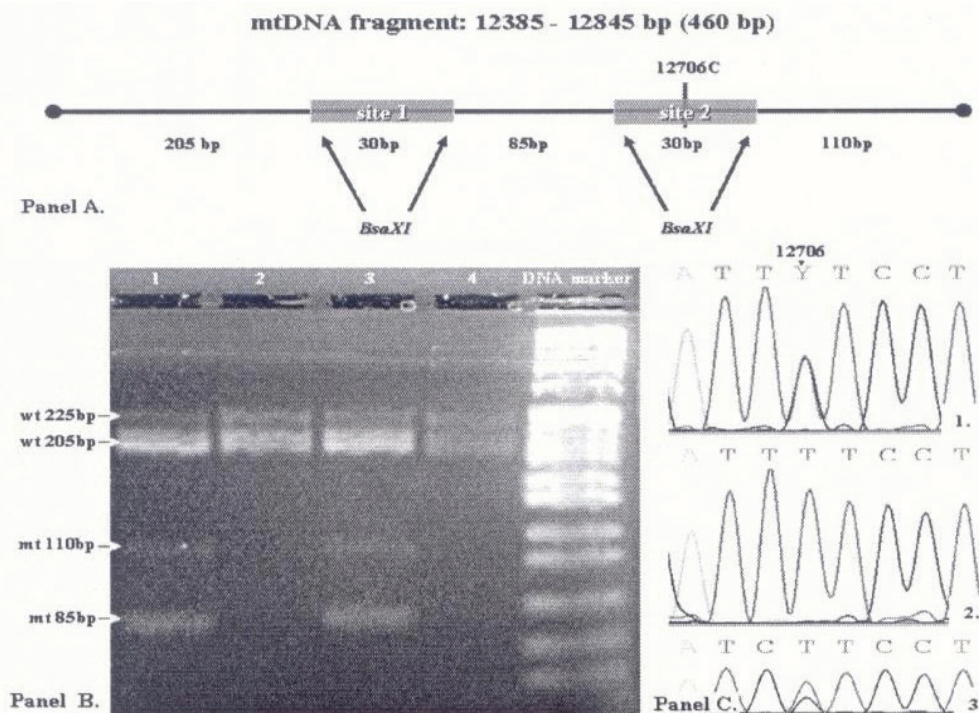 mtDNA fragment: 12385 - 12845 bp (460 bp)
12706C
site 1
site 2
205 bp
30bp
85bp
30bp
110bp
Panel A.
BsaXI
BsaXI
1
2
3
4
DNA marker
wt 225bp
wt 205bp
mt 110bp
mt 85bp
Panel B.
12706
A T T Y T C C T
1.
A T T T T C C T
2.
A T C T T C C T
Panel C.
3.